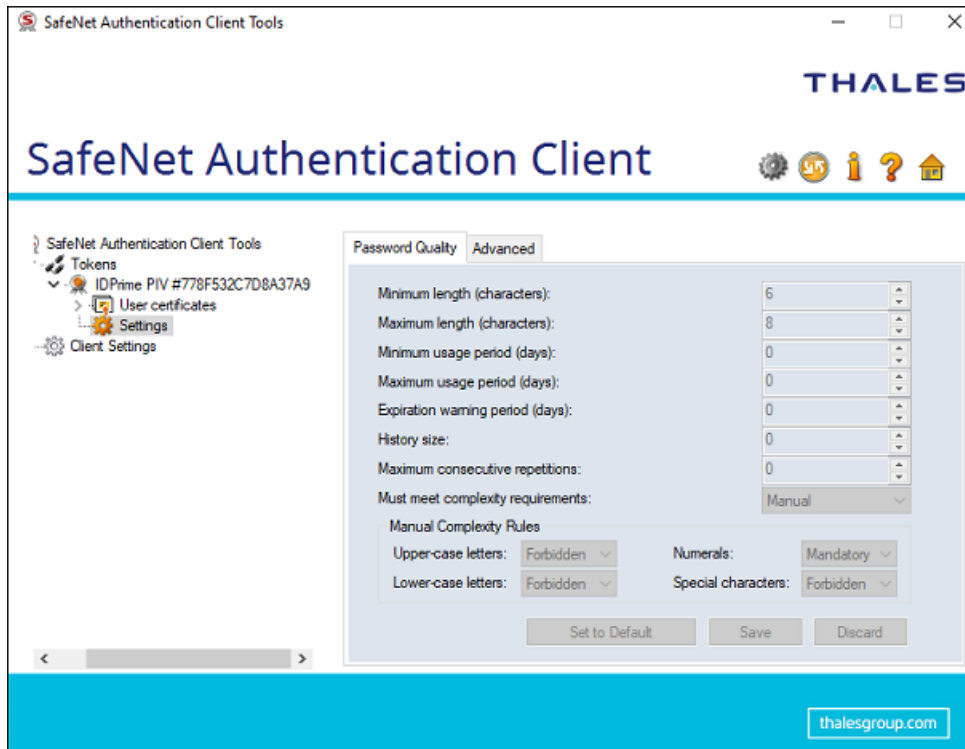 SafeNet Authentication Client Tools
THALES
SafeNet Authentication Client
SafeNet Authentication Client Tools
Tokens
IDPrime PIV #778F532C7D8A37A9
User certificates
Settings
Client Settings
Password Quality Advanced
Minimum length (characters): 6
Maximum length (characters): 8
Minimum usage period (days): 0
Maximum usage period (days): 0
Expiration warning period (days): 0
History size: 0
Maximum consecutive repetitions: 0
Must meet complexity requirements: Manual
Manual Complexity Rules
Upper-case letters: Forbidden Numerals: Mandatory
Lower-case letters: Forbidden Special characters: Forbidden
Set to Default Save Discard
thalesgroup.com